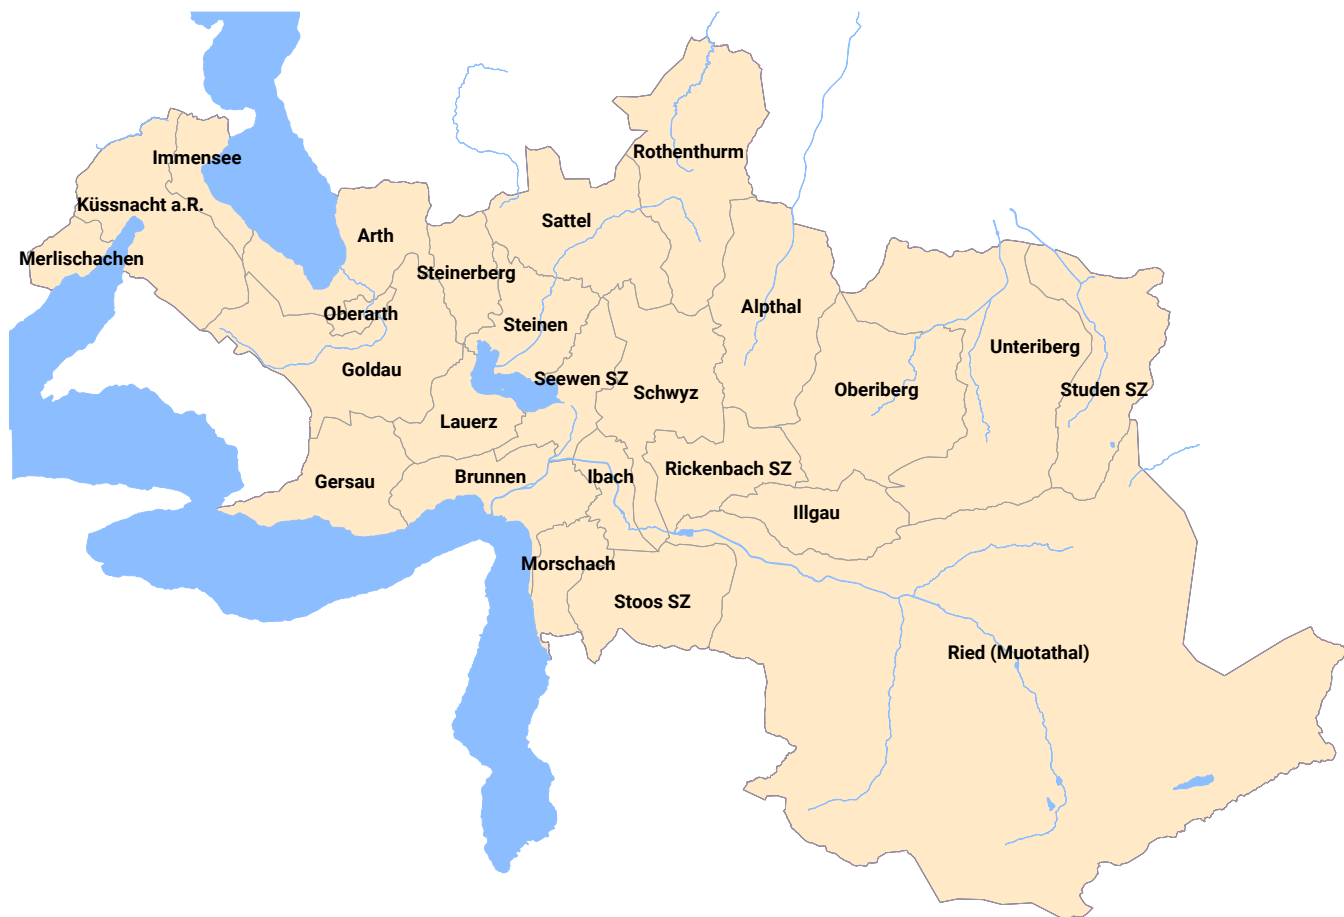 Rothenthurm
Immensee
Küssnacht a.R.
Sattel
Arth
Merlischachen
Steinerberg
Alpthal
Oberarth
Steinen
Unteriberg
Goldau
Seewen SZ
Schwyz
Oberiberg
Studen SZ
Lauerz
Rickenbach SZ
Gersau
Brunnen
Ibach
Illgau
Morschach
Stoos SZ
Ried (Muotathal)